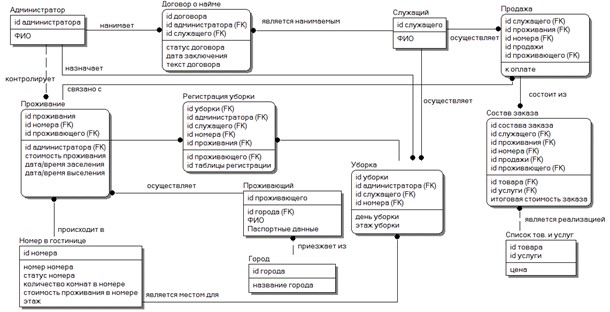 Администратор
id администратора
ФИО
нанимает
Договор о найме
id договора
id администратора (FK)
id служащего (FK)
статус договора
дата заключения
текст договора
является нанимаемым
Служащий
id служащего
ФИО
осуществляет
Продажа
id служащего (FK)
id проживания (FK)
id номера (FK)
id продажи
id проживающего (FK)
к оплате
назначает
контролирует
связано с
осуществляет
состоит из
Проживание
id проживания
id номера (FK)
id проживающего (FK)
id администратора (FK)
стоимость проживания
дата/время заселения
дата/время выселения
Регистрация уборки
id уборки (FK)
id администратора (FK)
id служащего (FK)
id номера (FK)
id проживания (FK)
id проживающего (FK)
id таблицы регистрации
Состав заказа
id состава заказа
id служащего (FK)
id проживания (FK)
id номера (FK)
id продажи (FK)
id проживающего (FK)
id товара (FK)
id услуги (FK)
итоговая стоимость заказа
Уборка
id уборки
id администратора (FK)
id служащего (FK)
id номера (FK)
день уборки
этаж уборки
осуществляет
Проживающий
id проживающего
id города (FK)
ФИО
Паспортные данные
является реализацией
происходит в
приезжает из
Номер в гостинице
id номера
номер номера
статус номера
количество комнат в номере
стоимость проживания в номере
этаж
Город
id города
название города
Список тов. и услуг
id товара
id услуги
цена
является местом для